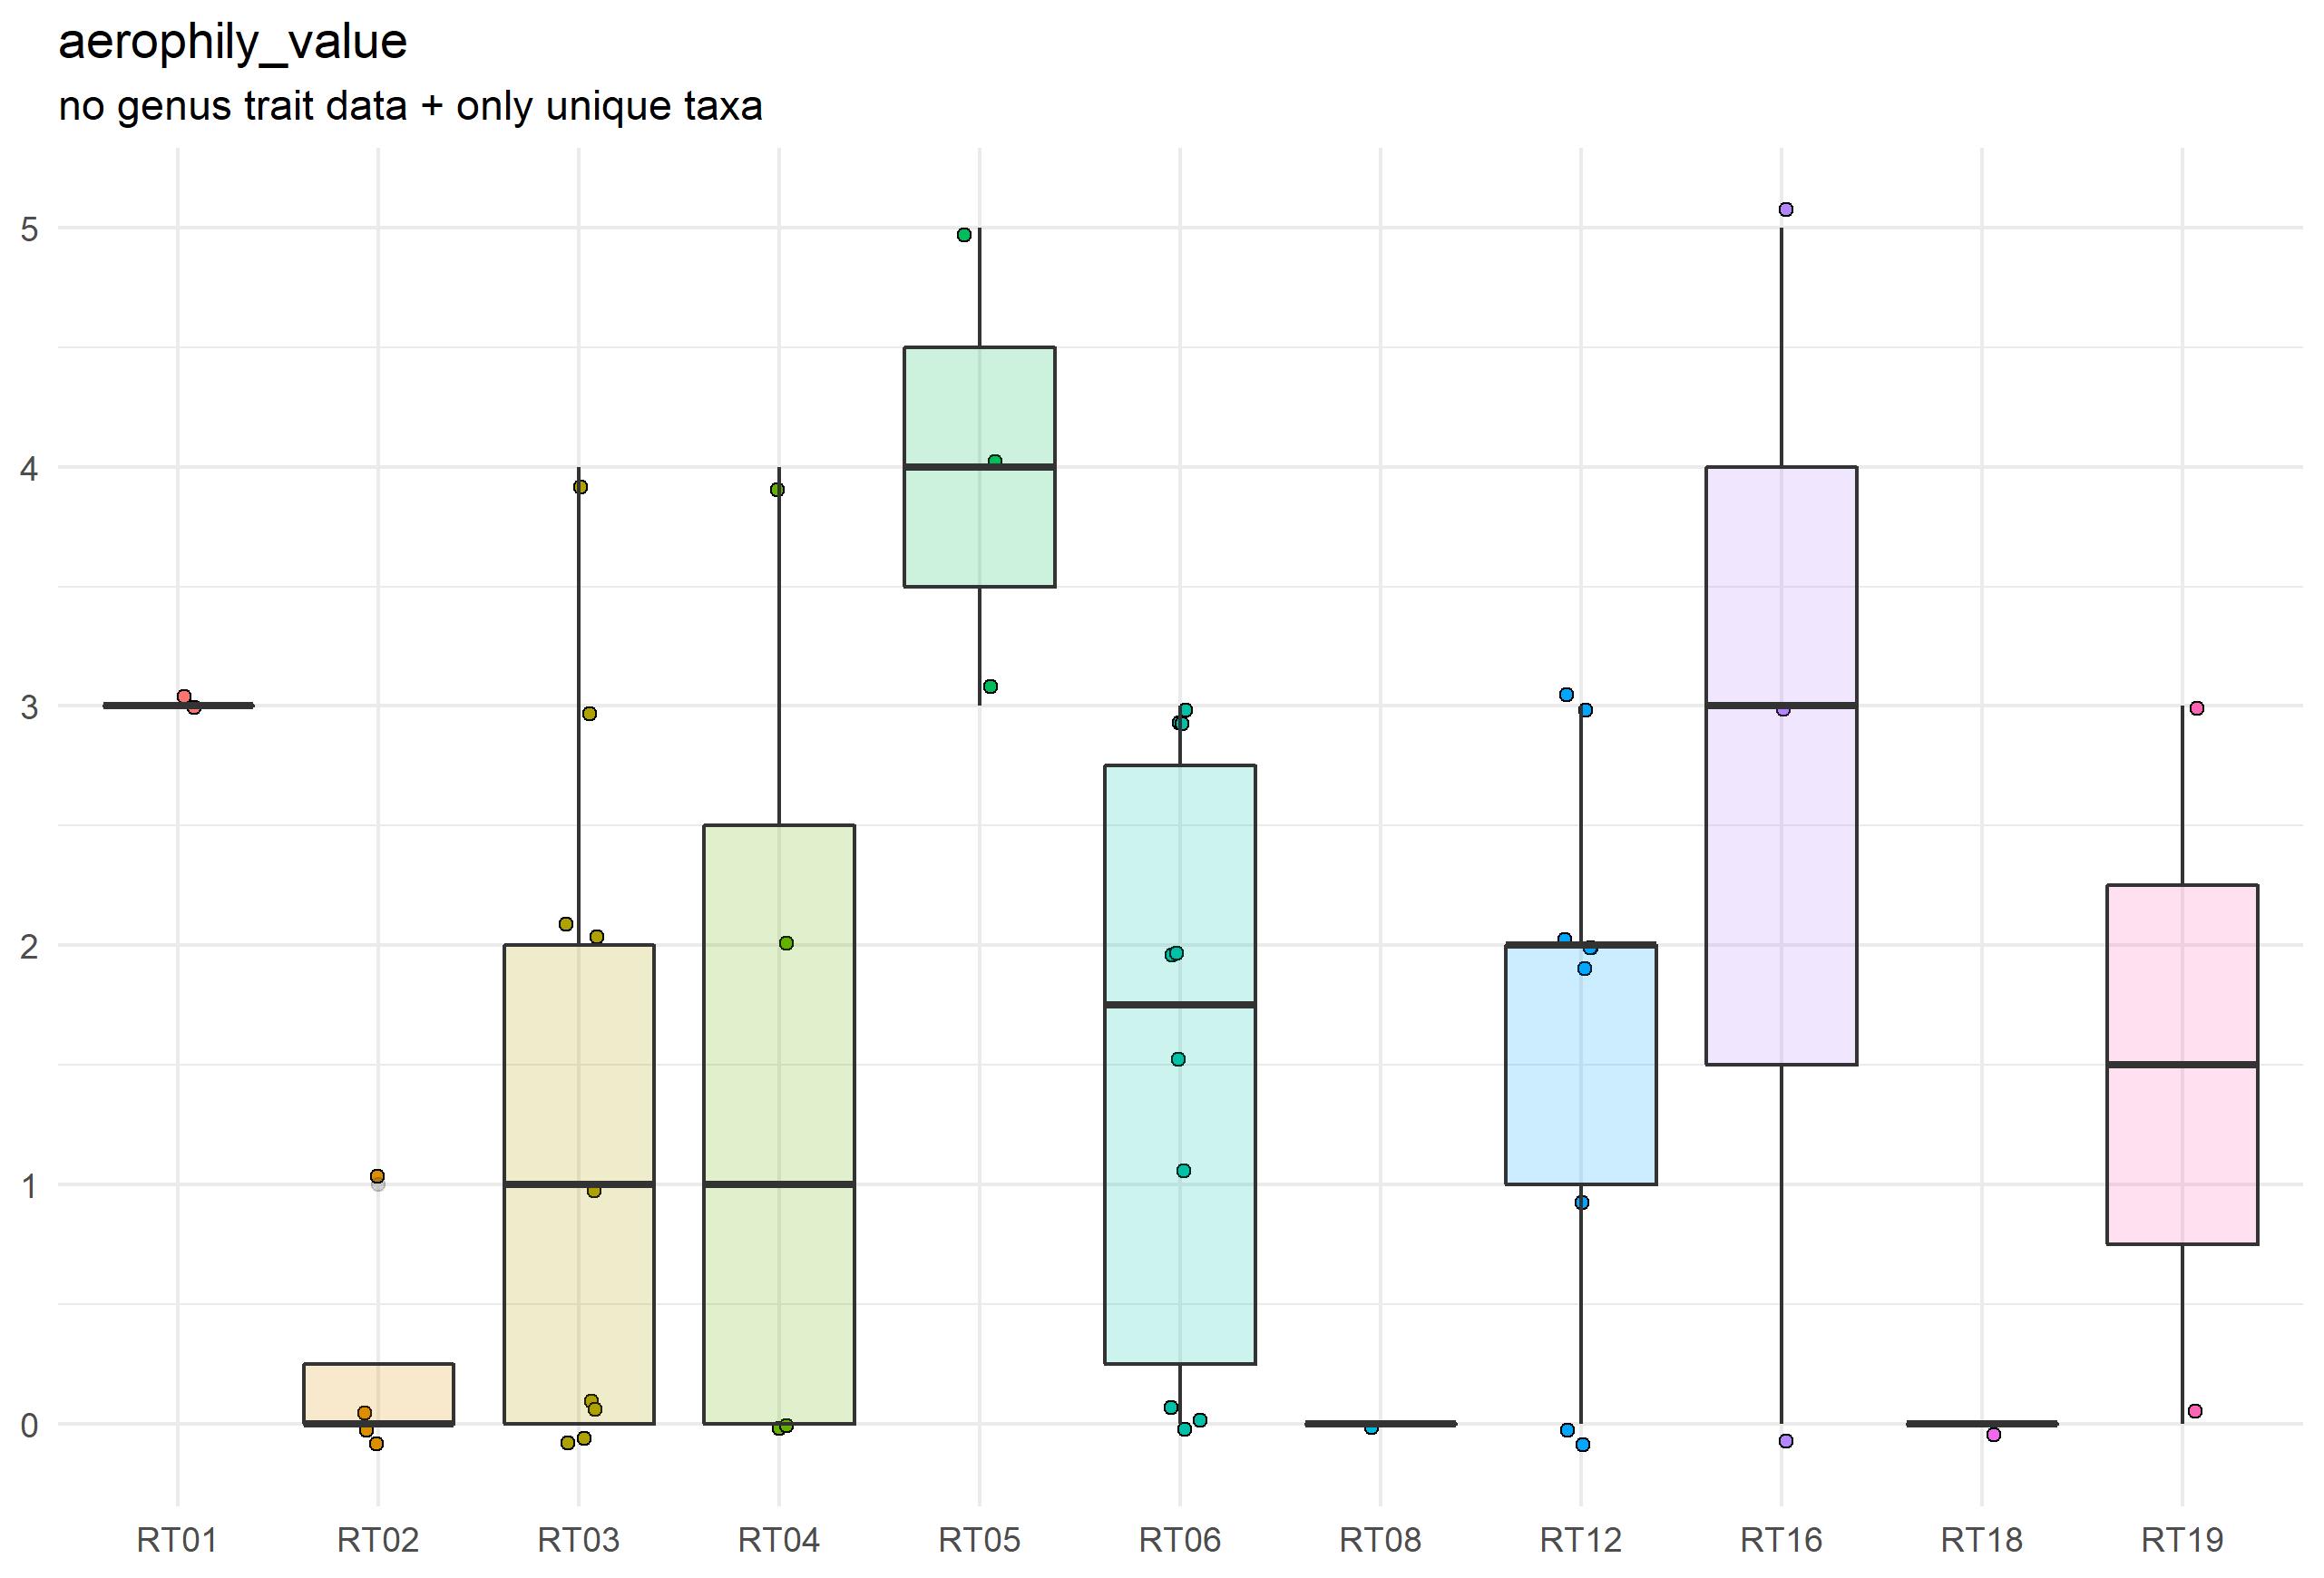 aerophily_value
no genus trait data + only unique taxa
5
4
3
2
1
0
RT01 RT02 RT03 RT04 RT05 RT06 RT08 RT12 RT16 RT18 RT19